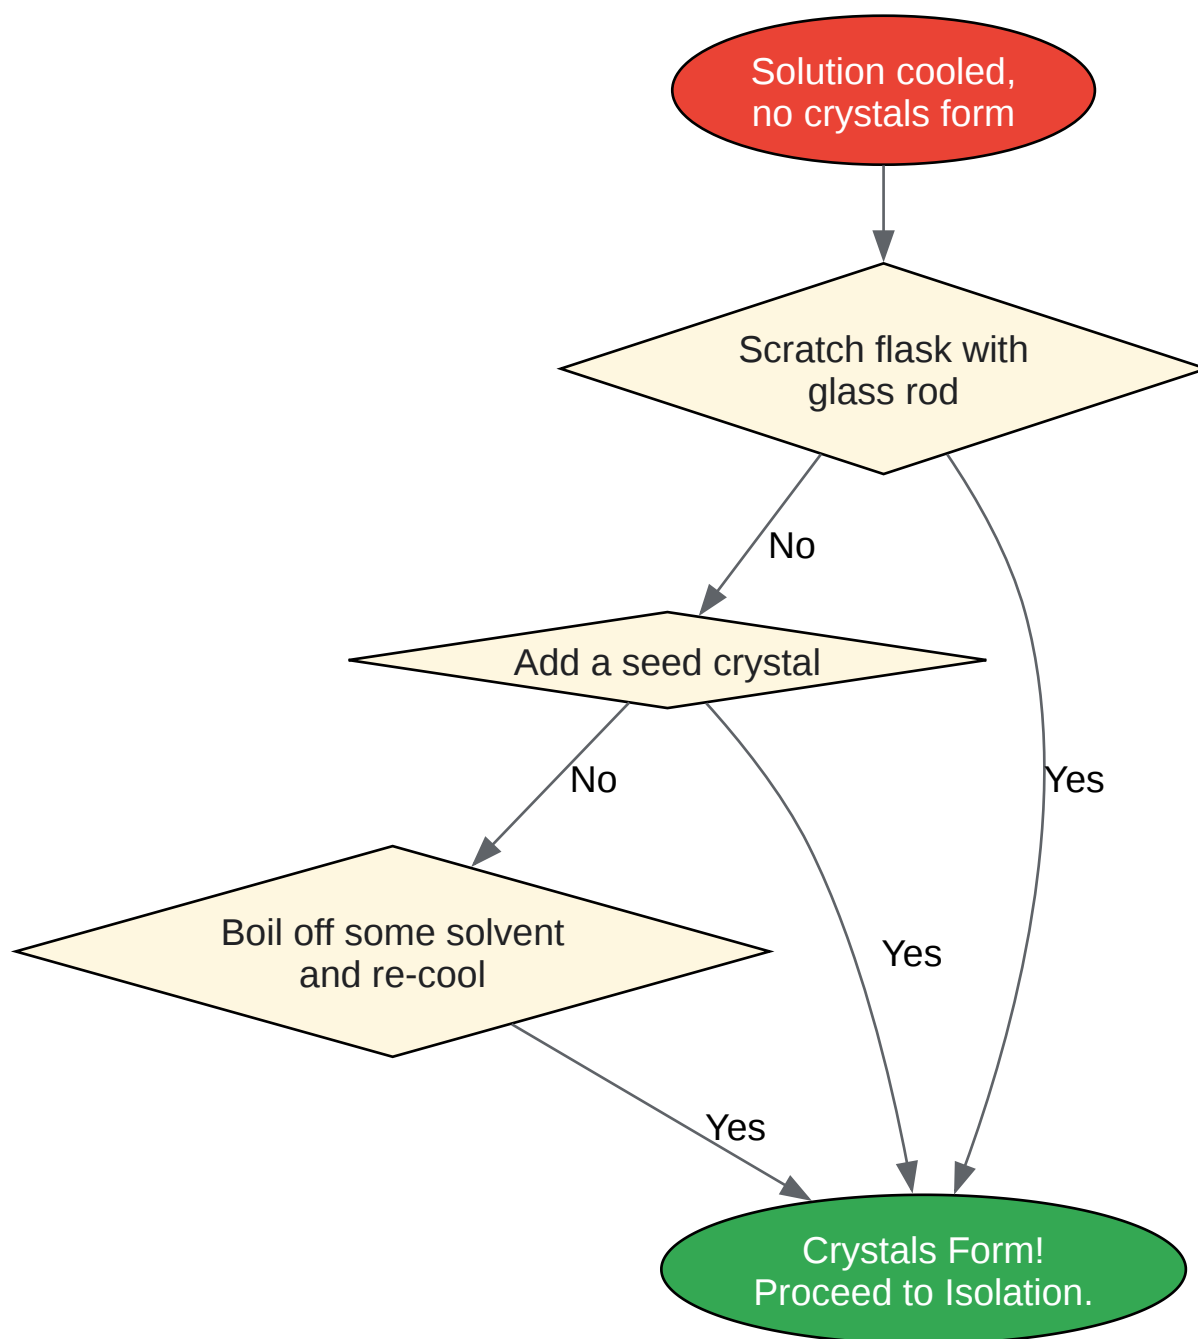 Solution cooled,
no crystals form
Scratch flask with
glass rod
No
Add a seed crystal
No
Yes
Boil off some solvent
and re-cool
Yes
Yes
Crystals Form!
Proceed to Isolation.